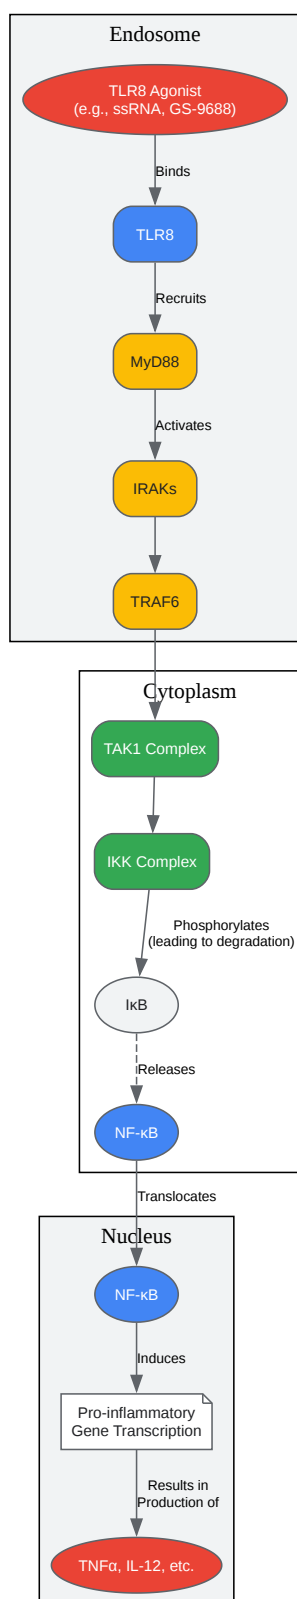 Endosome
TLR8 Agonist
(e.g., ssRNA, GS-9688)
Binds
TLR8
Recruits
MyD88
Activates
IRAKs
TRAF6
Cytoplasm
TAK1 Complex
IKK Complex
Phosphorylates
(leading to degradation)
IκB
Releases
NF-κB
Translocates
Nucleus
NF-κB
Induces
Pro-inflammatory
Gene Transcription
Results in
Production of
TNFα, IL-12, etc.